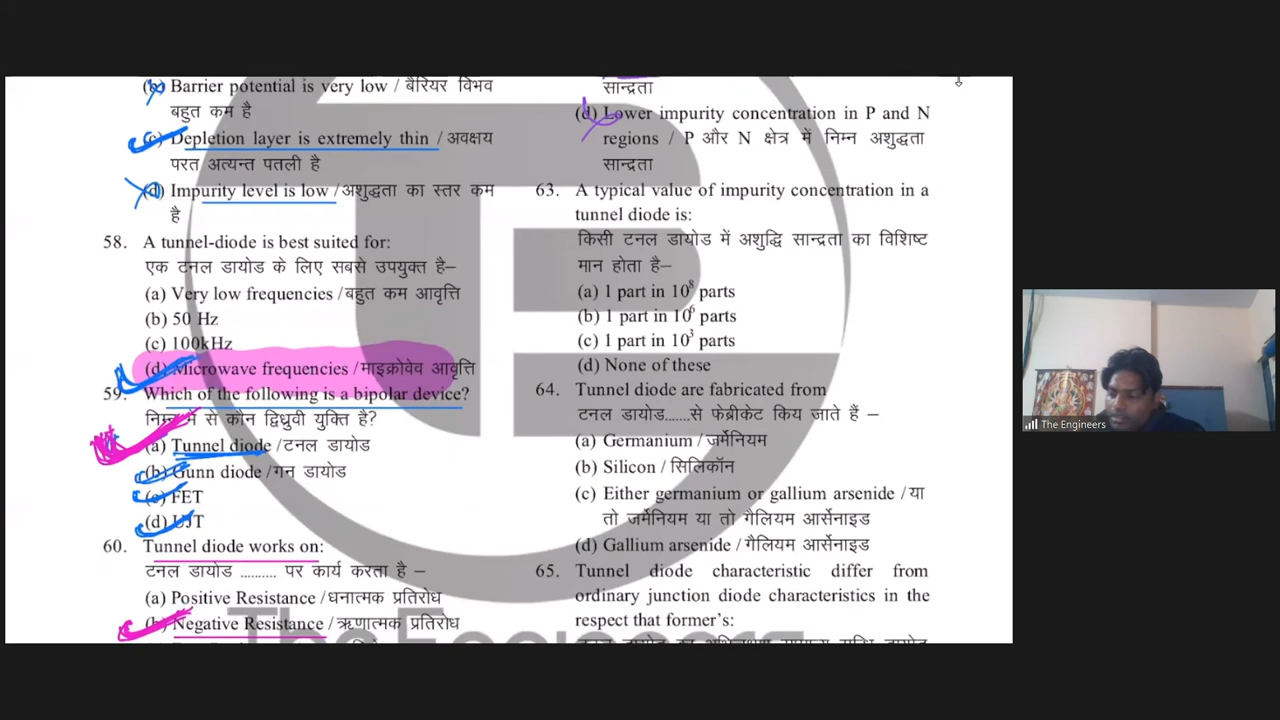 (b) Barrier potential is very low / बैरियर विभव
बहुत कम है
(c) Depletion layer is extremely thin / अवक्षय
परत अत्यन्त पतली है
(d) Impurity level is low /अशुद्धता का स्तर कम
है
58. A tunnel-diode is best suited for:
एक टनल डायोड के लिए सबसे उपयुक्त है–
(a) Very low frequencies /बहुत कम आवृत्ति
(b) 50 Hz
(c) 100kHz
(d) Microwave frequencies /माइक्रोवेव आवृत्ति
59. Which of the following is a bipolar device?
निम्न में से कौन द्विध्रुवी युक्ति है?
(a) Tunnel diode /टनल डायोड
(b) Gunn diode /गन डायोड
(c) FET
(d) UJT
60. Tunnel diode works on:
टनल डायोड .......... पर कार्य करता है –
(a) Positive Resistance /धनात्मक प्रतिरोध
(b) Negative Resistance /ऋणात्मक प्रतिरोध
सान्द्रता
(d) Lower impurity concentration in P and N
regions / P और N क्षेत्र में निम्न अशुद्धता
सान्द्रता
63. A typical value of impurity concentration in a
tunnel diode is:
किसी टनल डायोड में अशुद्धि सान्द्रता का विशिष्ट
मान होता है–
(a) 1 part in 10⁸ parts
(b) 1 part in 10⁶ parts
(c) 1 part in 10³ parts
(d) None of these
64. Tunnel diode are fabricated from
टनल डायोड.......से फेब्रीकेट किय जाते हैं –
(a) Germanium /जर्मेनियम
(b) Silicon / सिलिकॉन
(c) Either germanium or gallium arsenide /या
तो जर्मेनियम या तो गैलियम आर्सेनाइड
(d) Gallium arsenide /गैलियम आर्सेनाइड
65. Tunnel diode characteristic differ from
ordinary junction diode characteristics in the
respect that former's:
The Engineers
The Engineers